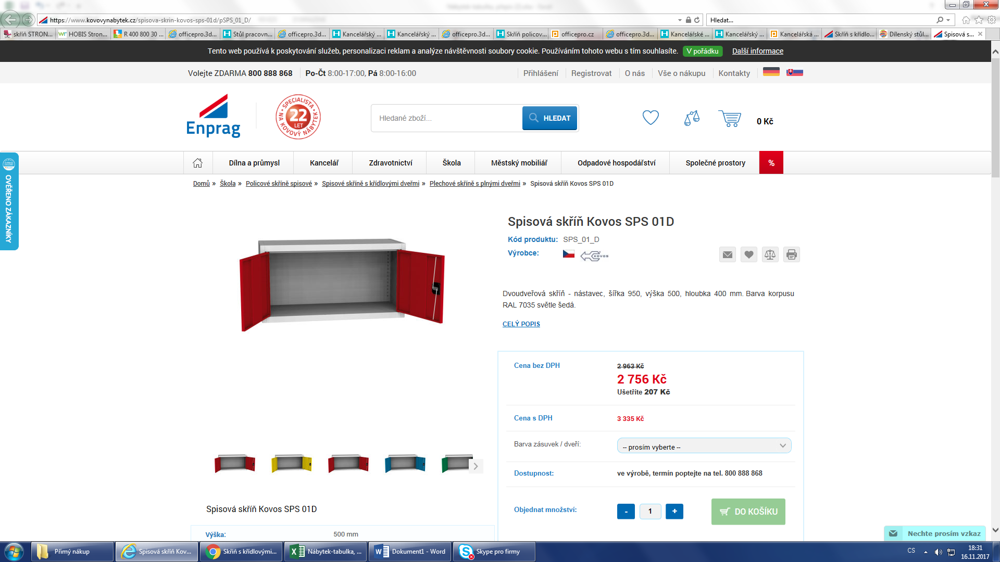 https://www.kovovynabytek.cz/spisova-skrin-kovos-sps-01d/pSPS_01_D/
Hledat...
skříň STRON...
HOBIS Stron...
R 400 800 30 ...
officepro.3d...
Stůl pracovn...
officepro.3d...
Kancelářský ...
Kancelářský ...
officepro.3d...
Skříň policov...
officepro.cz
officepro.3d...
Kancelářské ...
Kancelářský ...
Kancelářská ...
Skříň s křídlo...
Dílenský stůl...
Spisová s...
Tento web používá k poskytování služeb, personalizaci reklam a analýze návštěvnosti soubory cookie. Používáním tohoto webu s tím souhlasíte. V pořádku Další informace
Volejte ZDARMA 800 888 868 Po-Čt 8:00-17:00, Pá 8:00-16:00
Přihlášení Registrovat O nás Vše o nákupu Kontakty
Enprag
SPECIALISTA
22
LET
NA KOVOVÝ NÁBYTEK
Hledané zboží...
HLEDAT
0 Kč
Dílna a průmysl Kancelář Zdravotnictví Škola Městský mobiliář Odpadové hospodářství Společné prostory %
OVĚŘENO ZÁKAZNÍKY
Domů » Škola » Policové skříně spisové » Spisové skříně s křídlovými dveřmi » Plechové skříně s plnými dveřmi » Spisová skříň Kovos SPS 01D
Spisová skříň Kovos SPS 01D
Kód produktu: SPS_01_D
Výrobce: KOVOS
Dvoudveřová skříň - nástavec, šířka 950, výška 500, hloubka 400 mm. Barva korpusu
RAL 7035 světle šedá.
CELÝ POPIS
Cena bez DPH 2 963 Kč
2 756 Kč
Ušetříte 207 Kč
Cena s DPH 3 335 Kč
Barva zásuvek / dveří: -- prosím vyberte --
Dostupnost: ve výrobě, termín poptejte na tel. 800 888 868
Objednat množství: - 1 + DO KOŠÍKU
Spisová skříň Kovos SPS 01D
Výška: 500 mm
Nechte prosím vzkaz
Přímý nákup
Spisová skříň Kov...
Skříň s křídlovými...
Nábytek-tabulka, ...
Dokument1 - Word
Skype pro firmy
CS
18:31
16.11.2017